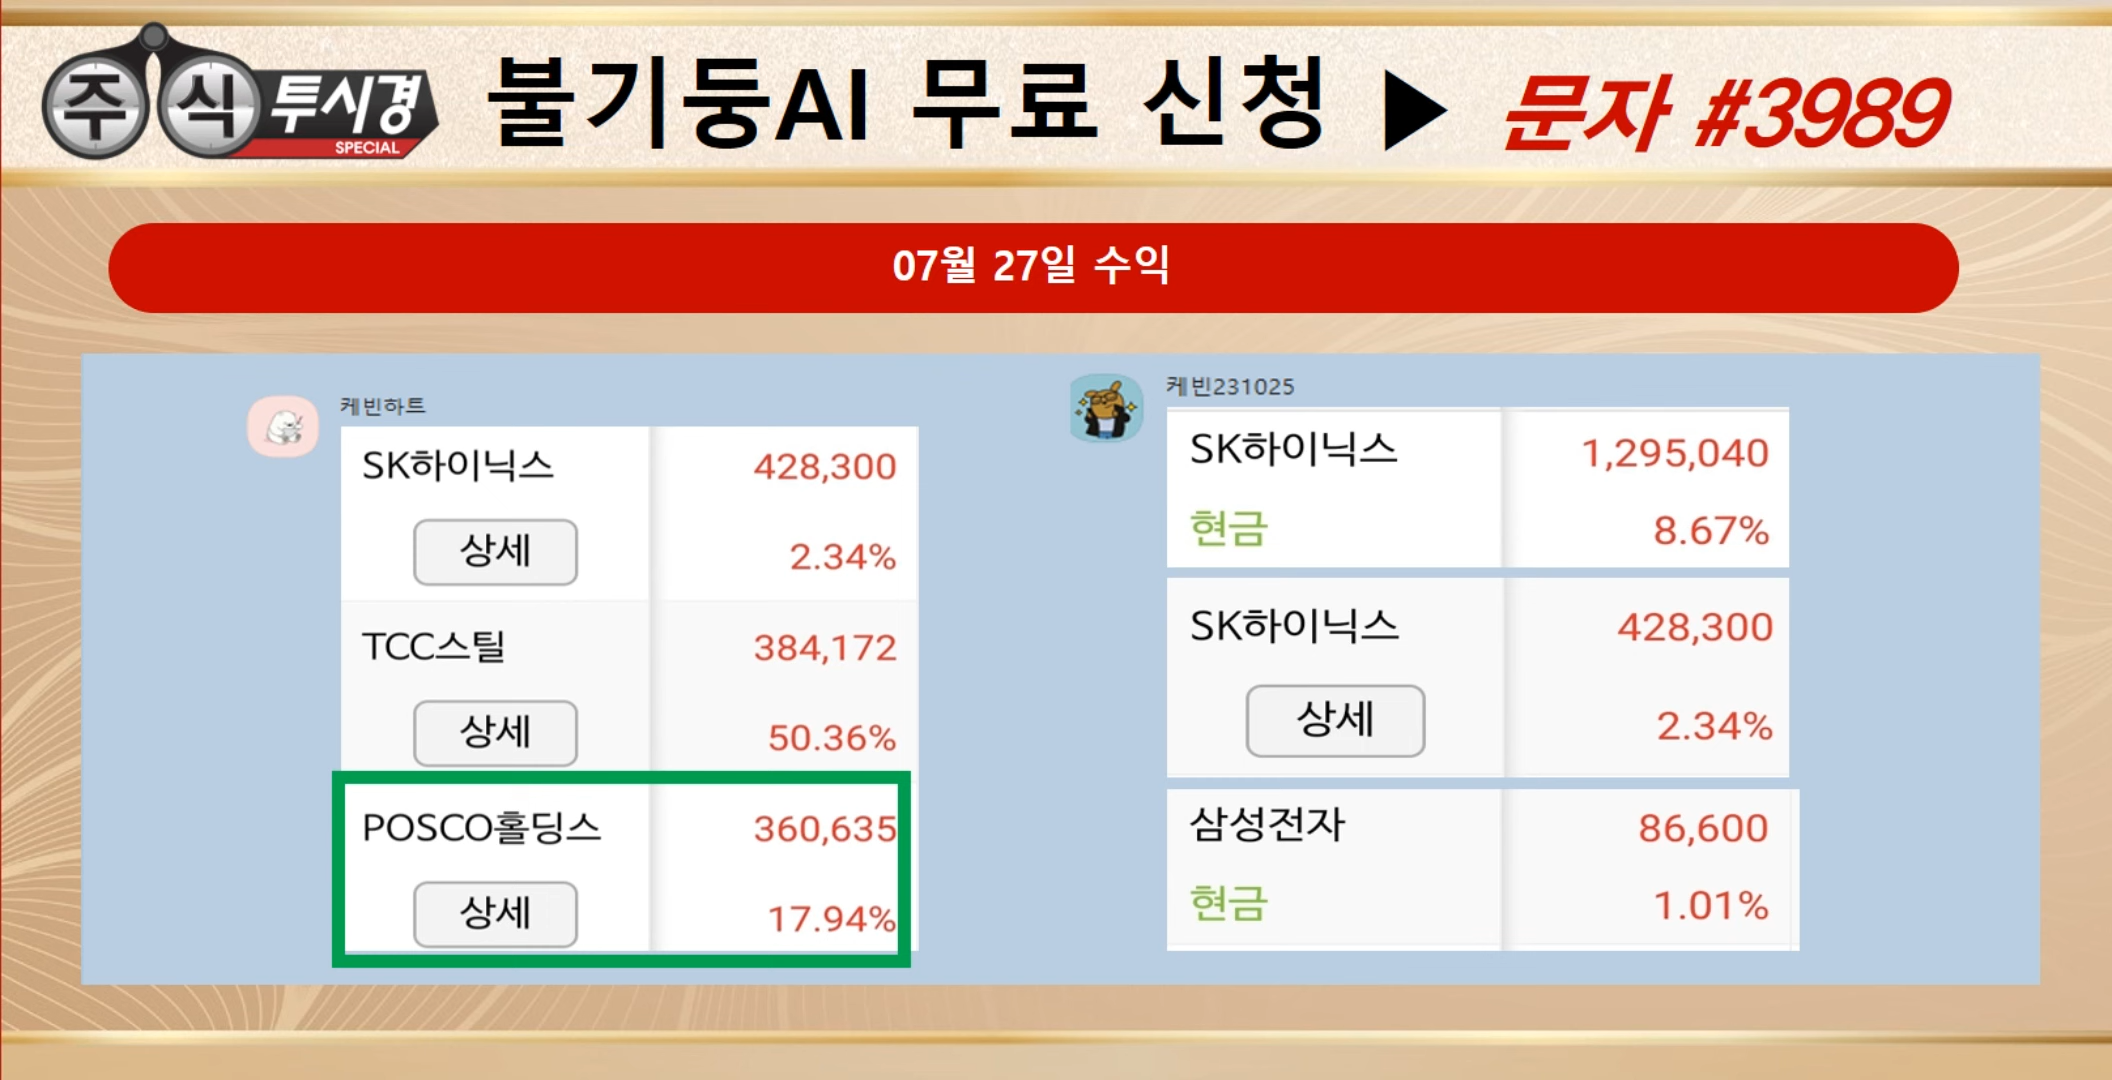 주식투시경
SPECIAL
불기둥AI 무료 신청 ▶ 문자 #3989
07월 27일 수익
케빈하트
SK하이닉스 428,300
상세 2.34%
TCC스틸 384,172
상세 50.36%
POSCO홀딩스 360,635
상세 17.94%
케빈231025
SK하이닉스 1,295,040
현금 8.67%
SK하이닉스 428,300
상세 2.34%
삼성전자 86,600
현금 1.01%